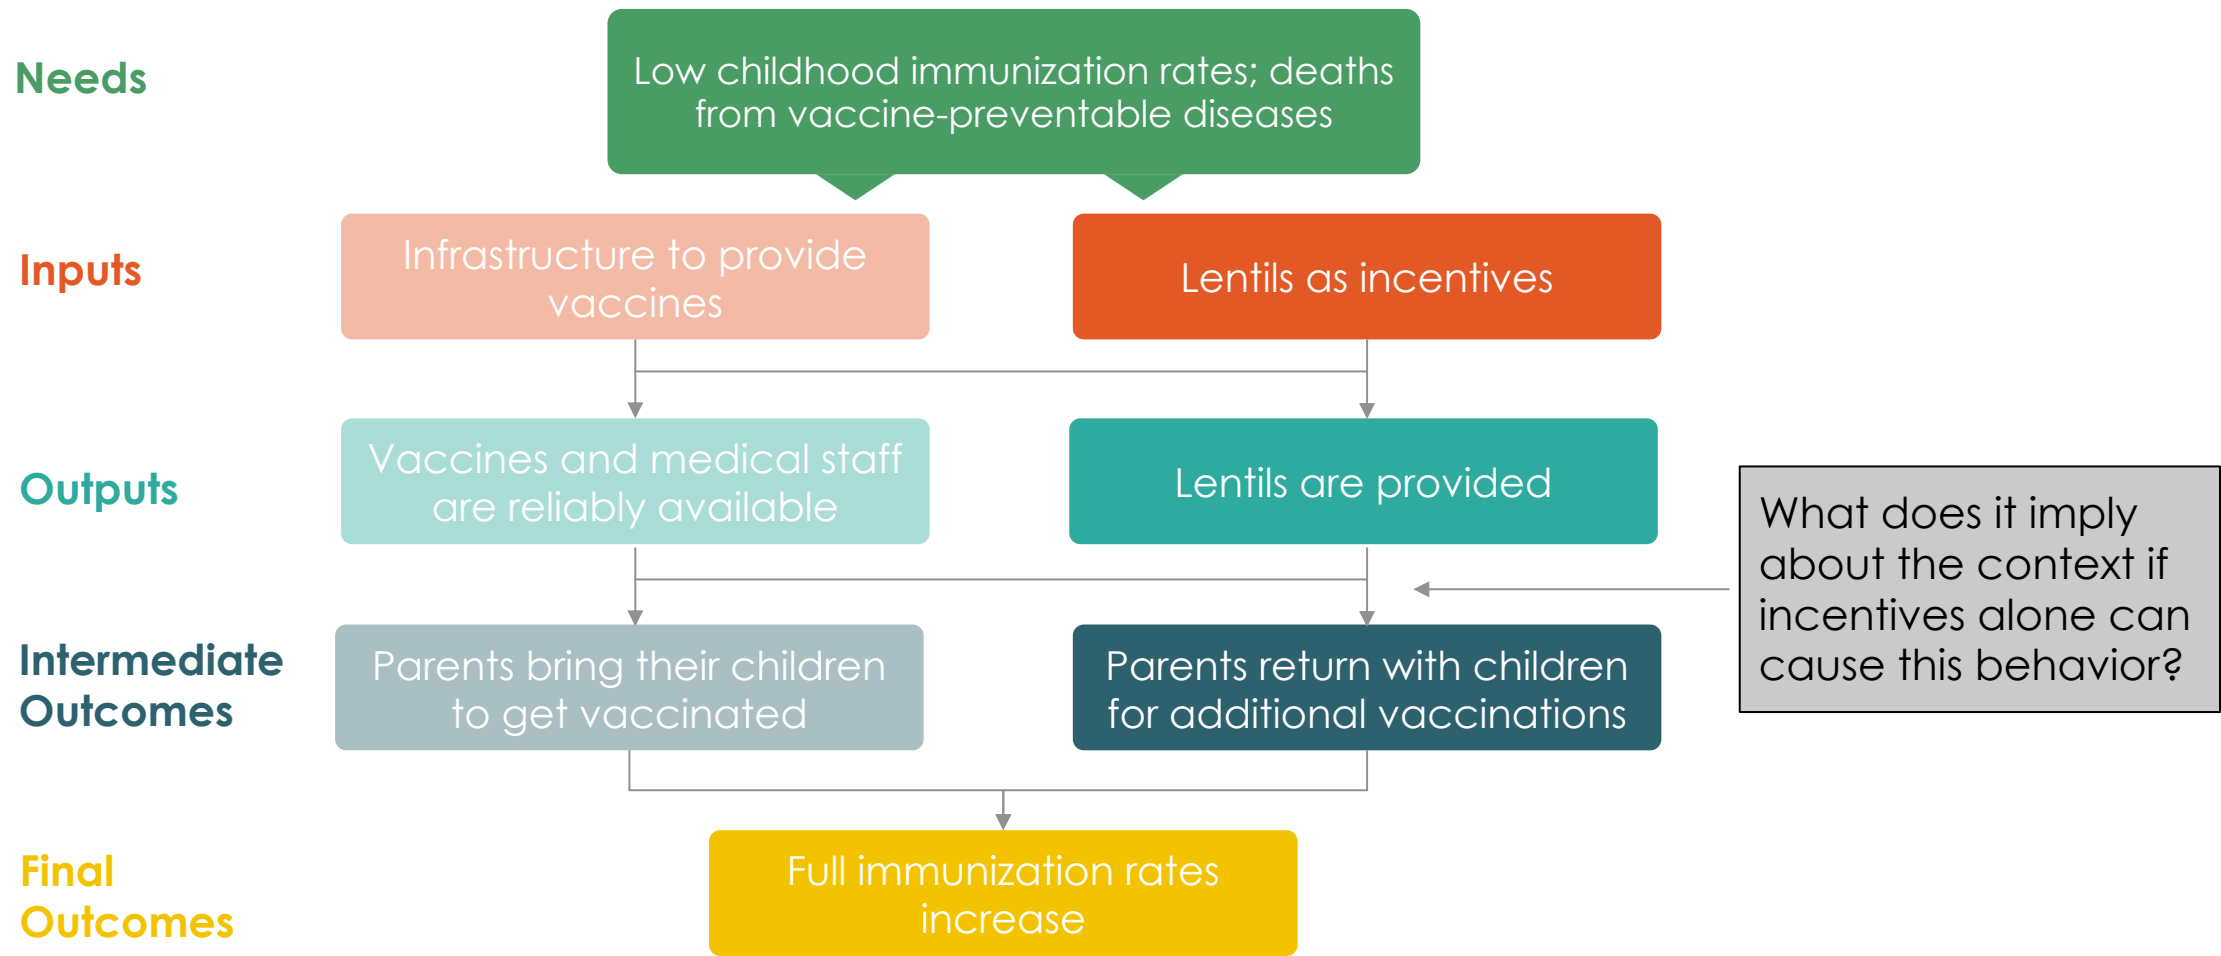 Needs
Low childhood immunization rates; deaths
from vaccine-preventable diseases
Inputs
Infrastructure to provide
vaccines
Lentils as incentives
Outputs
Vaccines and medical staff
are reliably available
Lentils are provided
What does it imply
about the context if
incentives alone can
cause this behavior?
Intermediate
Outcomes
Parents bring their children
to get vaccinated
Parents return with children
for additional vaccinations
Final
Outcomes
Full immunization rates
increase